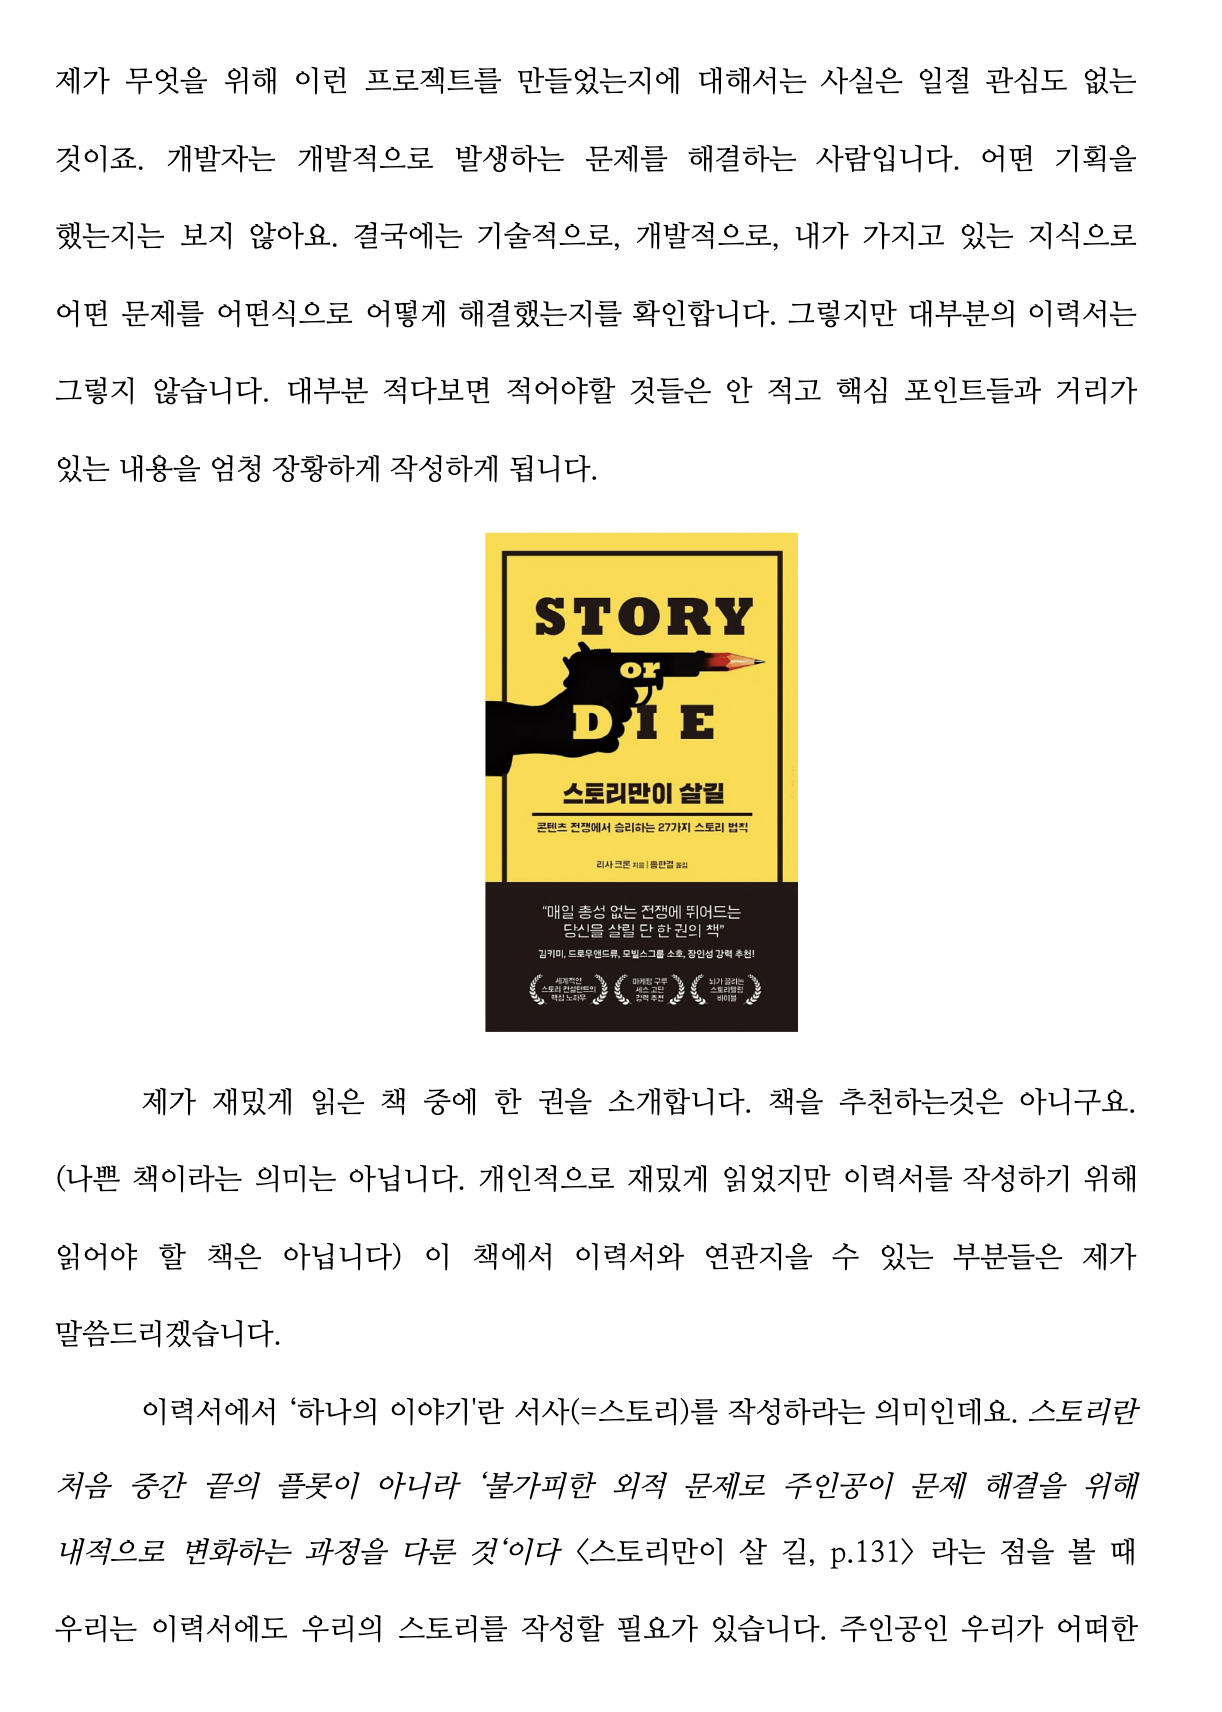 제가 무엇을 위해 이런 프로젝트를 만들었는지에 대해서는 사실은 일절 관심도 없는
것이죠. 개발자는 개발적으로 발생하는 문제를 해결하는 사람입니다. 어떤 기획을
했는지는 보지 않아요. 결국에는 기술적으로, 개발적으로, 내가 가지고 있는 지식으로
어떤 문제를 어떤식으로 어떻게 해결했는지를 확인합니다. 그렇지만 대부분의 이력서는
그렇지 않습니다. 대부분 적다보면 적어야할 것들은 안 적고 핵심 포인트들과 거리가
있는 내용을 엄청 장황하게 작성하게 됩니다.
STORY
or
DIE
스토리만이 살길
콘텐츠 전쟁에서 승리하는 27가지 스토리 법칙
리사 크론 지음 | 홍한결 옮김
“매일 총성 없는 전쟁에 뛰어드는
당신을 살릴 단 한 권의 책”
김키미, 드로우앤드류, 모빌스그룹 소호, 장인성 강력 추천!
세계적인 스토리 컨설턴트의 핵심 노하우
마케팅 구루 세스 고딘 강력 추천
뇌가 끌리는 스토리텔링 바이블
제가 재밌게 읽은 책 중에 한 권을 소개합니다. 책을 추천하는것은 아니구요.
(나쁜 책이라는 의미는 아닙니다. 개인적으로 재밌게 읽었지만 이력서를 작성하기 위해
읽어야 할 책은 아닙니다) 이 책에서 이력서와 연관지을 수 있는 부분들은 제가
말씀드리겠습니다.
이력서에서 ‘하나의 이야기'란 서사(=스토리)를 작성하라는 의미인데요. 스토리란
처음 중간 끝의 플롯이 아니라 ‘불가피한 외적 문제로 주인공이 문제 해결을 위해
내적으로 변화하는 과정을 다룬 것‘이다 〈스토리만이 살 길, p.131〉 라는 점을 볼 때
우리는 이력서에도 우리의 스토리를 작성할 필요가 있습니다. 주인공인 우리가 어떠한